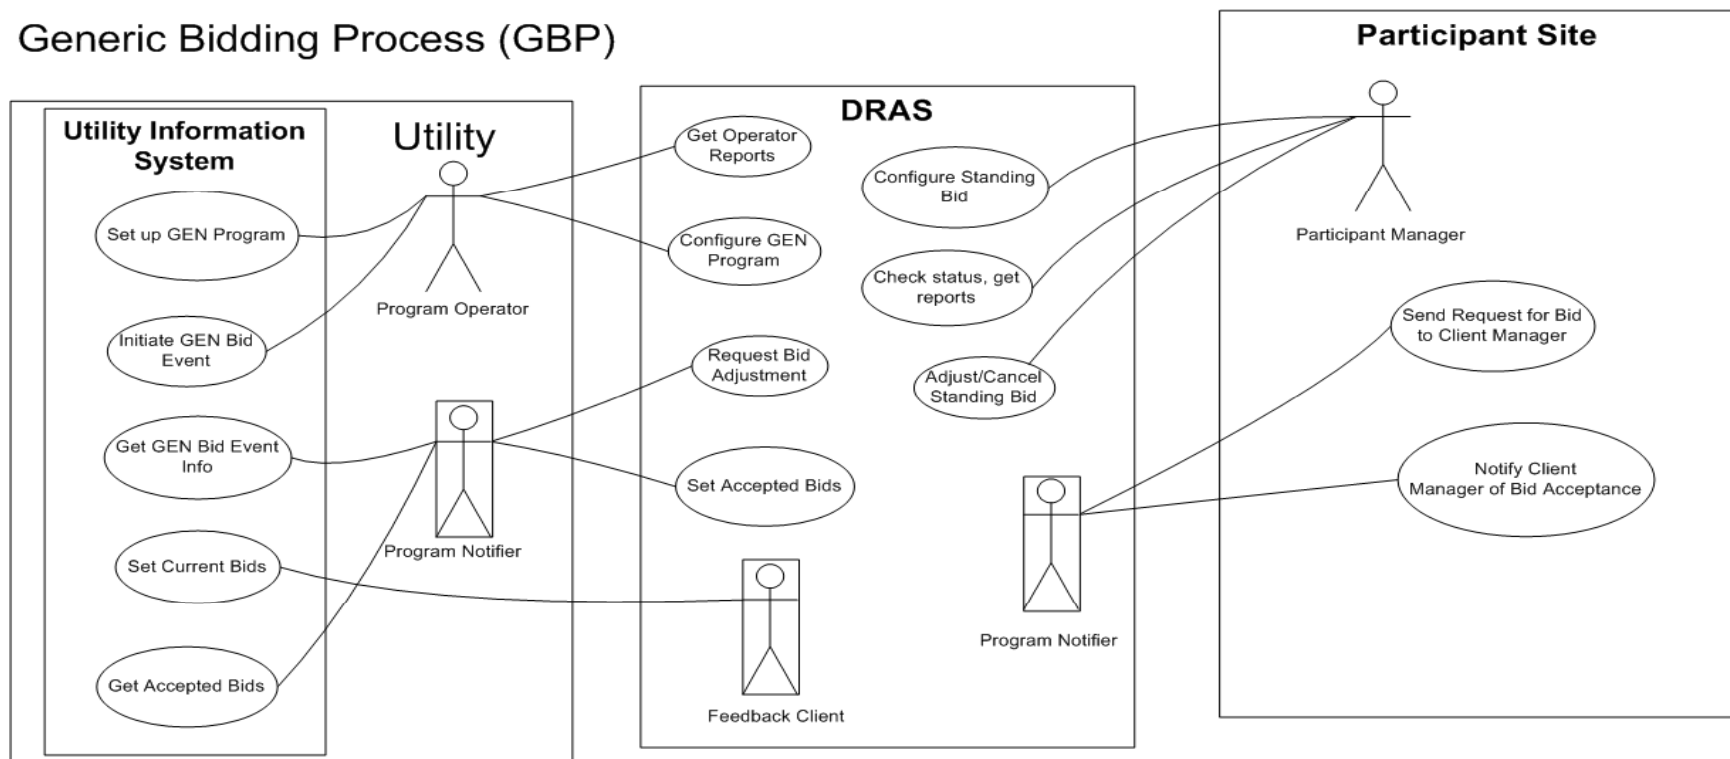 Generic Bidding Process (GBP)
Utility Information
System
Utility
Set up GEN Program
Program Operator
Initiate GEN Bid
Event
Get GEN Bid Event
Info
Program Notifier
Set Current Bids
Get Accepted Bids
DRAS
Get Operator
Reports
Configure GEN
Program
Request Bid
Adjustment
Set Accepted Bids
Feedback Client
Configure Standing
Bid
Check status, get
reports
Adjust/Cancel
Standing Bid
Program Notifier
Participant Site
Participant Manager
Send Request for Bid
to Client Manager
Notify Client
Manager of Bid Acceptance